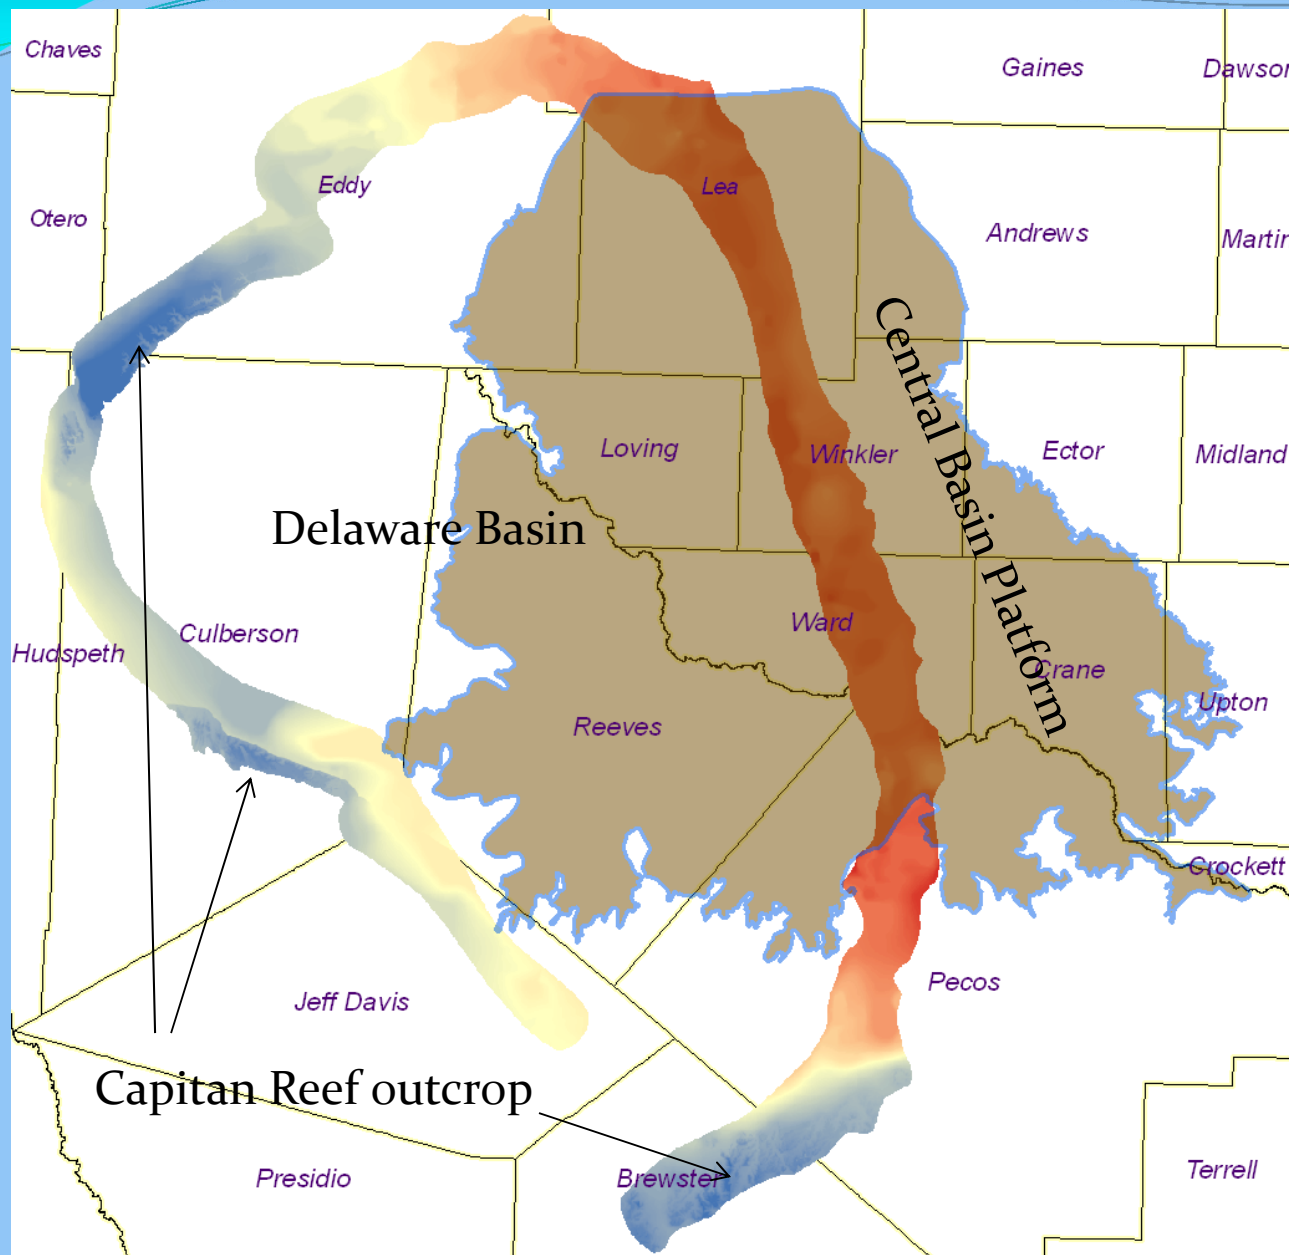 Chaves
Gaines
Dawson
Eddy
Lea
Otero
Andrews
Martin
Central Basin Platform
Loving
Winkler
Ector
Midland
Delaware Basin
Ward
Culberson
Hudspeth
Crane
Upton
Reeves
Crockett
Pecos
Jeff Davis
Capitan Reef outcrop
Presidio
Brewster
Terrell